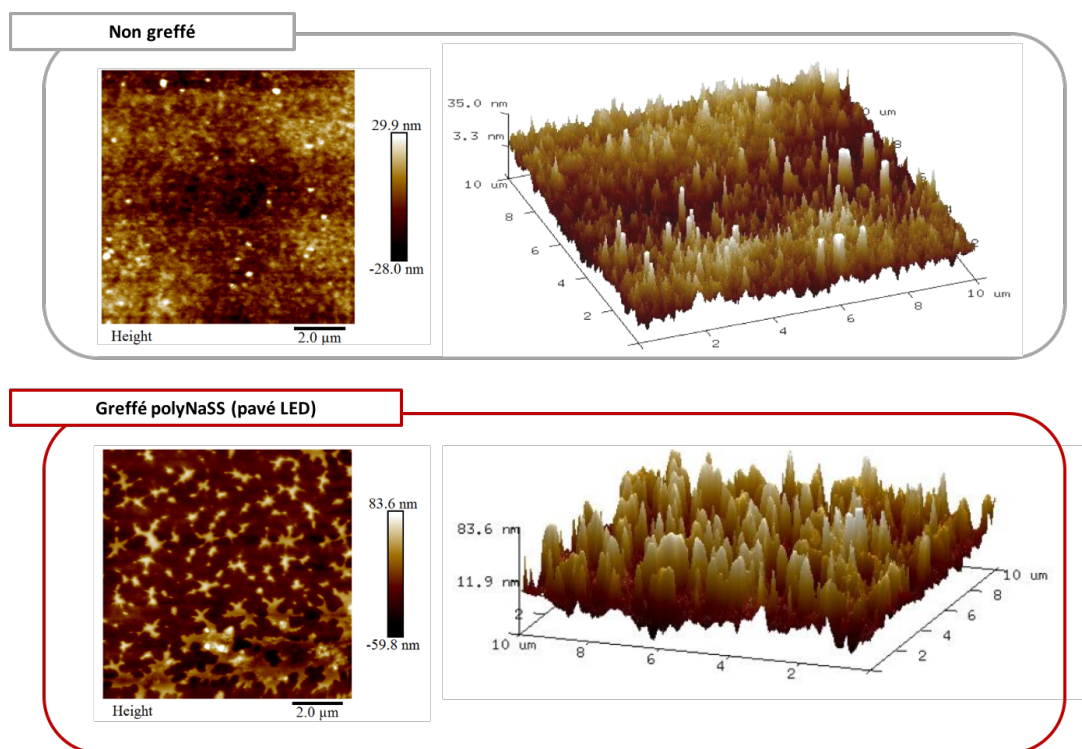 Non greffé
29.9 nm
-28.0 nm
Height
2.0 µm
35.0 nm
3.3 nm
10 um
8
6
4
2
2
4
6
8
10 um
8
um
Greffé polyNaSS (pavé LED)
83.6 nm
-59.8 nm
Height
2.0 µm
83.6 nm
11.9 nm
2
10 um
8
6
4
2
2
4
6
8
10 um